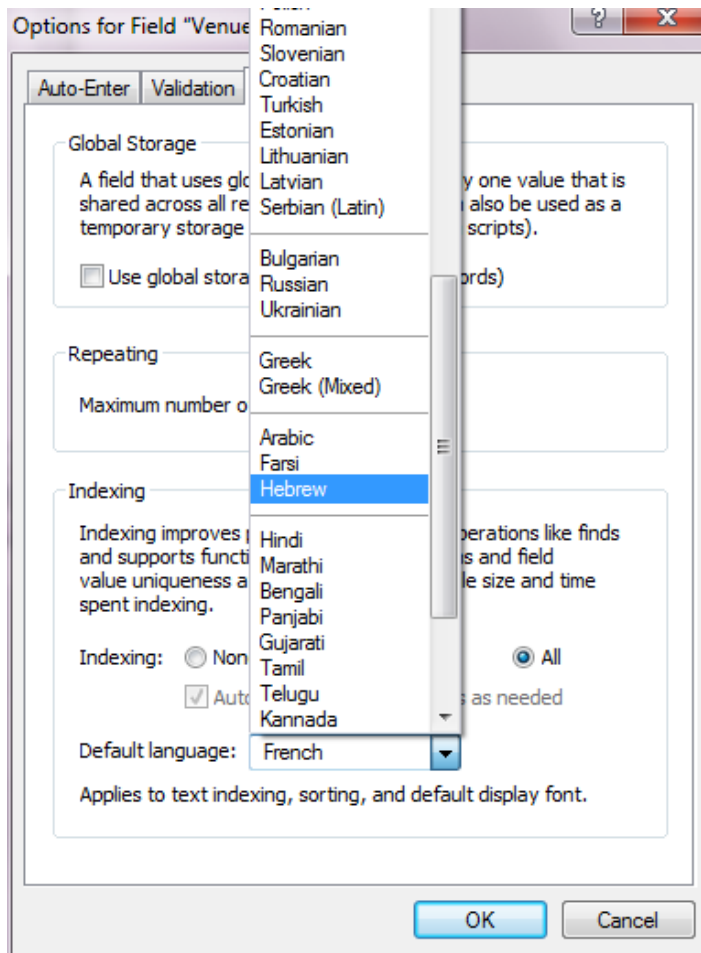 Options for Field "Venue
Auto-Enter
Validation
Global Storage
A field that uses glo
y one value that is
shared across all re
also be used as a
temporary storage
scripts).
Use global stora
ords)
Repeating
Maximum number o
Indexing
Indexing improves
perations like finds
and supports functi
ns and field
value uniqueness a
le size and time
spent indexing.
Indexing:
Non
All
Auto
s as needed
Default language:
French
Applies to text indexing, sorting, and default display font.
OK
Cancel
Romanian
Slovenian
Croatian
Turkish
Estonian
Lithuanian
Latvian
Serbian (Latin)
Bulgarian
Russian
Ukrainian
Greek
Greek (Mixed)
Arabic
Farsi
Hebrew
Hindi
Marathi
Bengali
Panjabi
Gujarati
Tamil
Telugu
Kannada